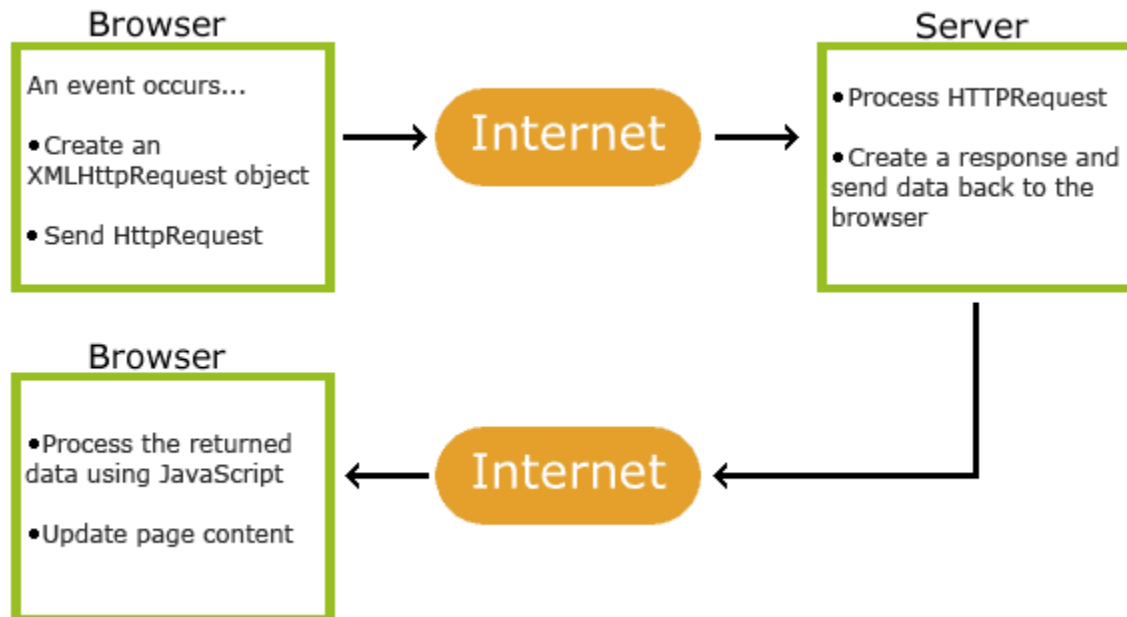 Browser
An event occurs...
•Create an
XMLHttpRequest object
• Send HttpRequest
Internet
Server
•Process HTTPRequest
•Create a response and
send data back to the
browser
Browser
•Process the returned
data using JavaScript
•Update page content
Internet